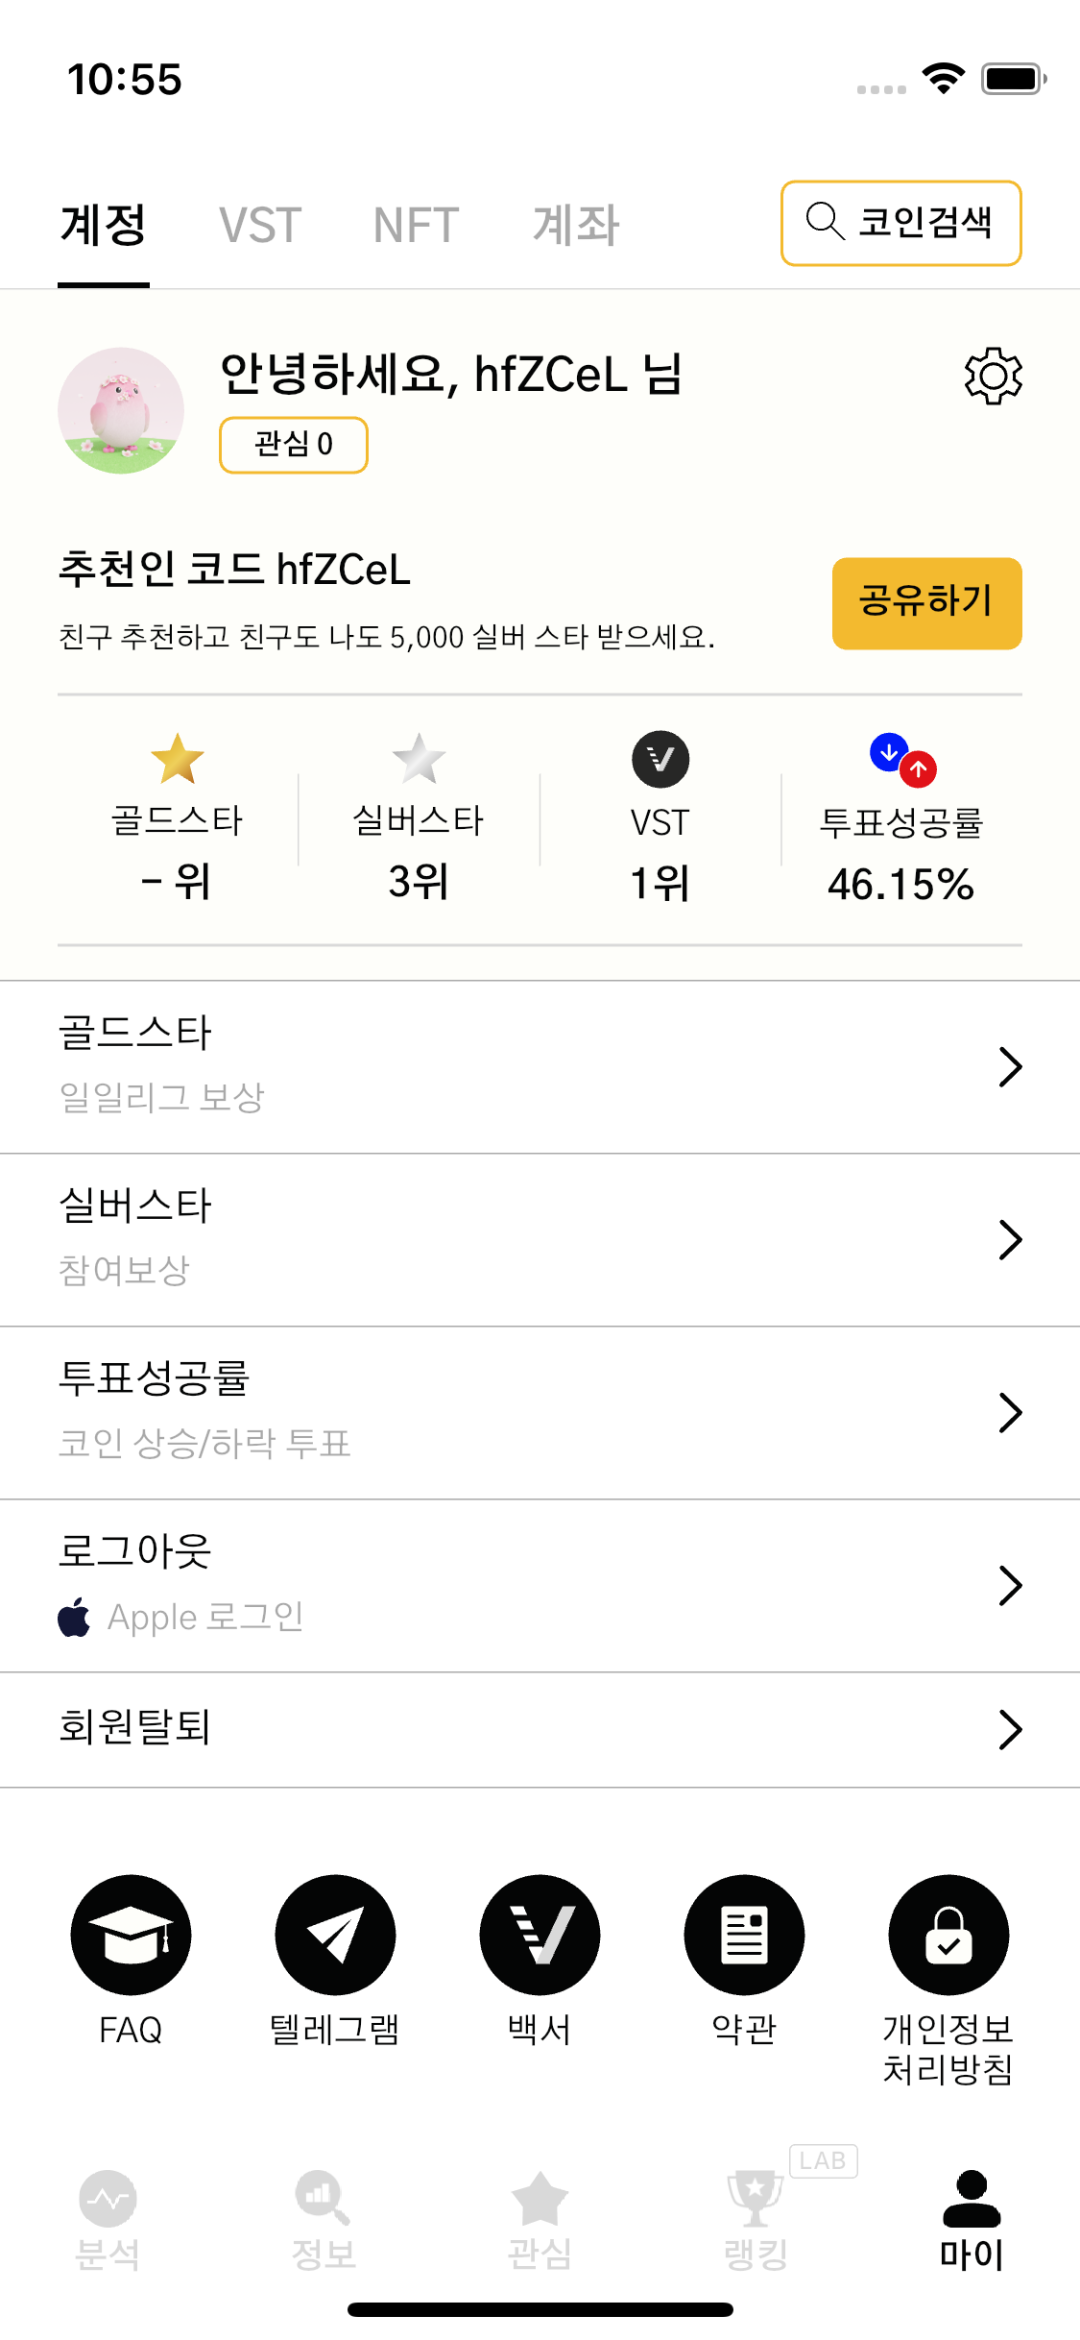 10:55
계정 VST NFT 계좌 코인검색
안녕하세요, hfZCeL 님
관심 0
추천인 코드 hfZCeL
친구 추천하고 친구도 나도 5,000 실버 스타 받으세요.
공유하기
골드스타 실버스타 VST 투표성공률
– 위 3위 1위 46.15%
골드스타
일일리그 보상
실버스타
참여보상
투표성공률
코인 상승/하락 투표
로그아웃
Apple 로그인
회원탈퇴
FAQ 텔레그램 백서 약관 개인정보
처리방침
LAB
분석 정보 관심 랭킹 마이